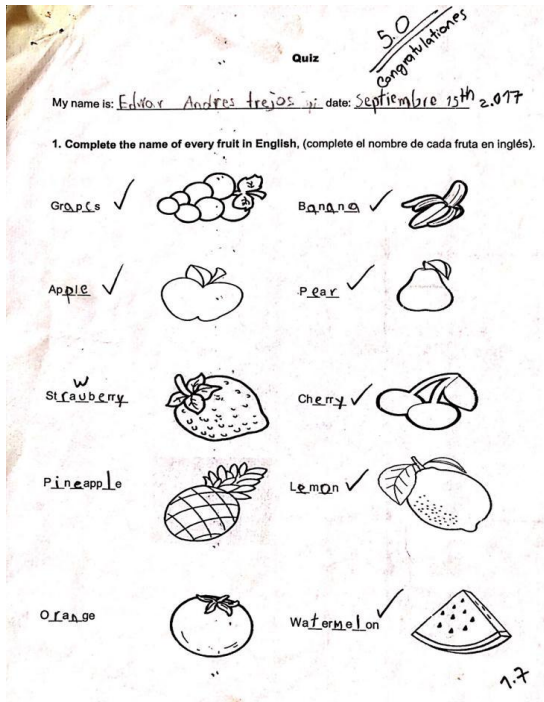 5.0
Congratulationes
Quiz
My name is: Edwar Andres trejos date: Septiembre 15th 2.017
1. Complete the name of every fruit in English, (complete el nombre de cada fruta en inglés).
Grapes Banana
Apple Pear
w
Strauberry Cherry
Pineapple Lemon
Orange Watermelon
1.7